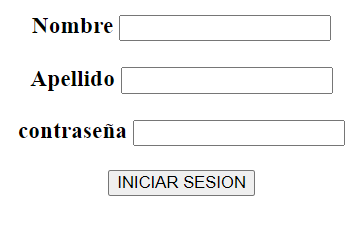 Nombre
Apellido
contraseña
INICIAR SESION